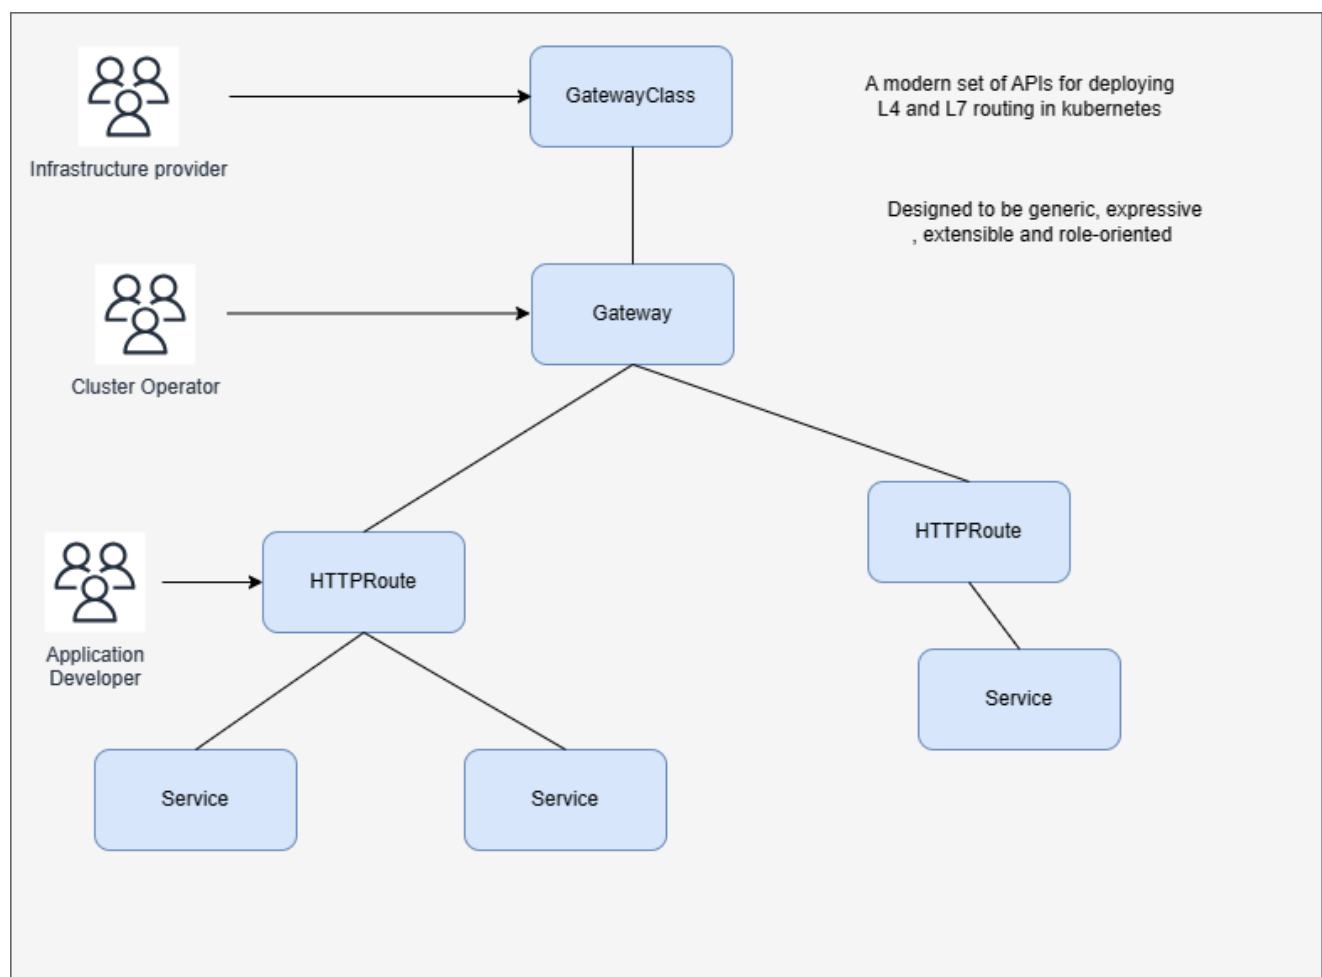 GatewayClass
A modern set of APIs for deploying
L4 and L7 routing in kubernetes
Infrastructure provider
Designed to be generic, expressive
, extensible and role-oriented
Gateway
Cluster Operator
HTTPRoute
HTTPRoute
Application
Developer
Service
Service
Service